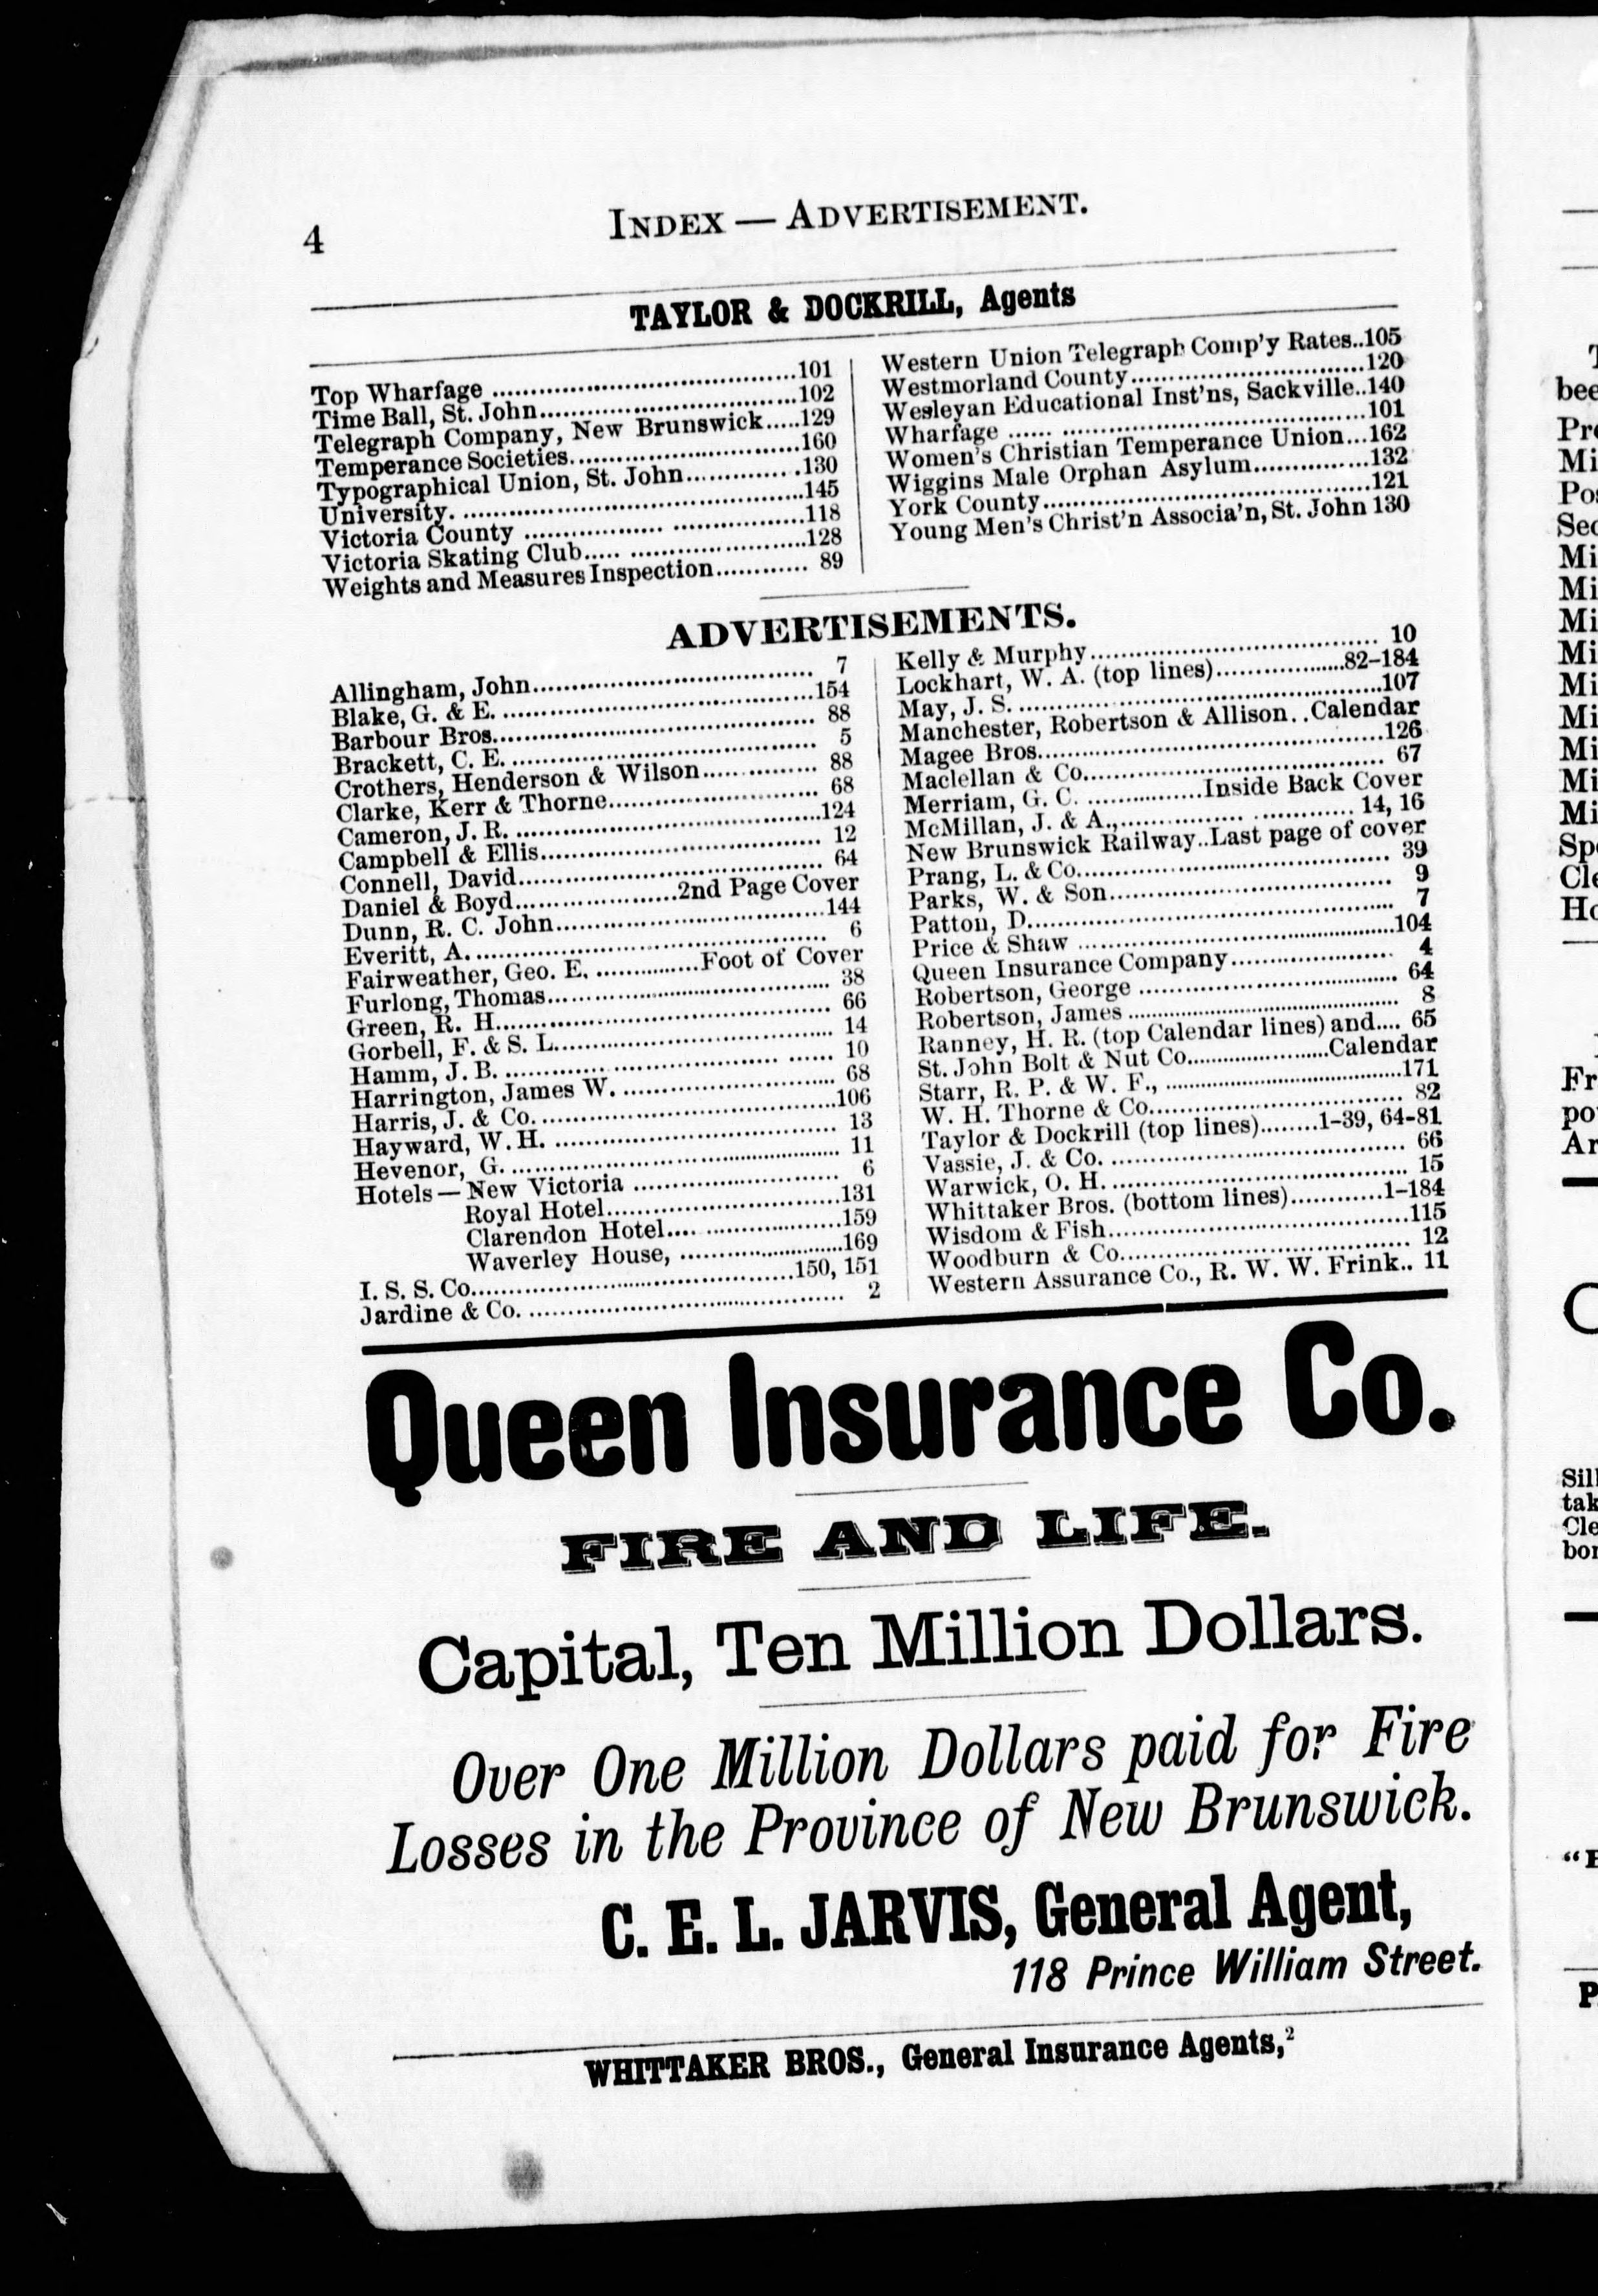 4
INDEX — ADVERTISEMENT.
TAYLOR & DOCKRILL, Agents
Top Wharfage ........101
Time Ball, St. John........102
Telegraph Company, New Brunswick.....129
Temperance Societies........160
Typographical Union, St. John........130
University........145
Victoria County ........118
Victoria Skating Club........128
Weights and Measures Inspection........ 89
Western Union Telegraph Comp'y Rates..105
Westmorland County........120
Wesleyan Educational Inst'ns, Sackville..140
Wharfage ........101
Women's Christian Temperance Union...162
Wiggins Male Orphan Asylum........132
York County........121
Young Men's Christ'n Associa'n, St. John 130
ADVERTISEMENTS.
Allingham, John........ 7
Blake, G. & E. ........154
Barbour Bros........ 88
Brackett, C. E. ........ 5
Crothers, Henderson & Wilson........ 88
Clarke, Kerr & Thorne........ 68
Cameron, J. R. ........124
Campbell & Ellis........ 12
Connell, David........ 64
Daniel & Boyd........2nd Page Cover
Dunn, R. C. John........144
Everitt, A. ........ 6
Fairweather, Geo. E. ........Foot of Cover
Furlong, Thomas........ 38
Green, R. H........ 66
Gorbell, F. & S. L........ 14
Hamm, J. B. ........ 10
Harrington, James W. ........ 68
Harris, J. & Co. ........106
Hayward, W. H. ........ 13
Hevenor, G. ........ 11
Hotels — New Victoria ........ 6
Royal Hotel........131
Clarendon Hotel........159
Waverley House, ........169
I. S. S. Co........150, 151
Jardine & Co. ........ 2
Kelly & Murphy........ 10
Lockhart, W. A. (top lines)........82-184
May, J. S. ........107
Manchester, Robertson & Allison..Calendar
Magee Bros........126
Maclellan & Co........ 67
Merriam, G. C. ........Inside Back Cover
McMillan, J. & A., ........ 14, 16
New Brunswick Railway..Last page of cover
Prang, L. & Co........ 39
Parks, W. & Son........ 9
Patton, D........ 7
Price & Shaw ........104
Queen Insurance Company........ 4
Robertson, George ........ 64
Robertson, James ........ 8
Ranney, H. R. (top Calendar lines) and.... 65
St. John Bolt & Nut Co........Calendar
Starr, R. P. & W. F., ........171
W. H. Thorne & Co........ 82
Taylor & Dockrill (top lines)........1-39, 64-81
Vassie, J. & Co. ........ 66
Warwick, O. H. ........ 15
Whittaker Bros. (bottom lines)........1-184
Wisdom & Fish........115
Woodburn & Co........ 12
Western Assurance Co., R. W. W. Frink.. 11
Queen Insurance Co.
FIRE AND LIFE.
Capital, Ten Million Dollars.
Over One Million Dollars paid for Fire
Losses in the Province of New Brunswick.
C. E. L. JARVIS, General Agent,
118 Prince William Street.
WHITTAKER BROS., General Insurance Agents,2